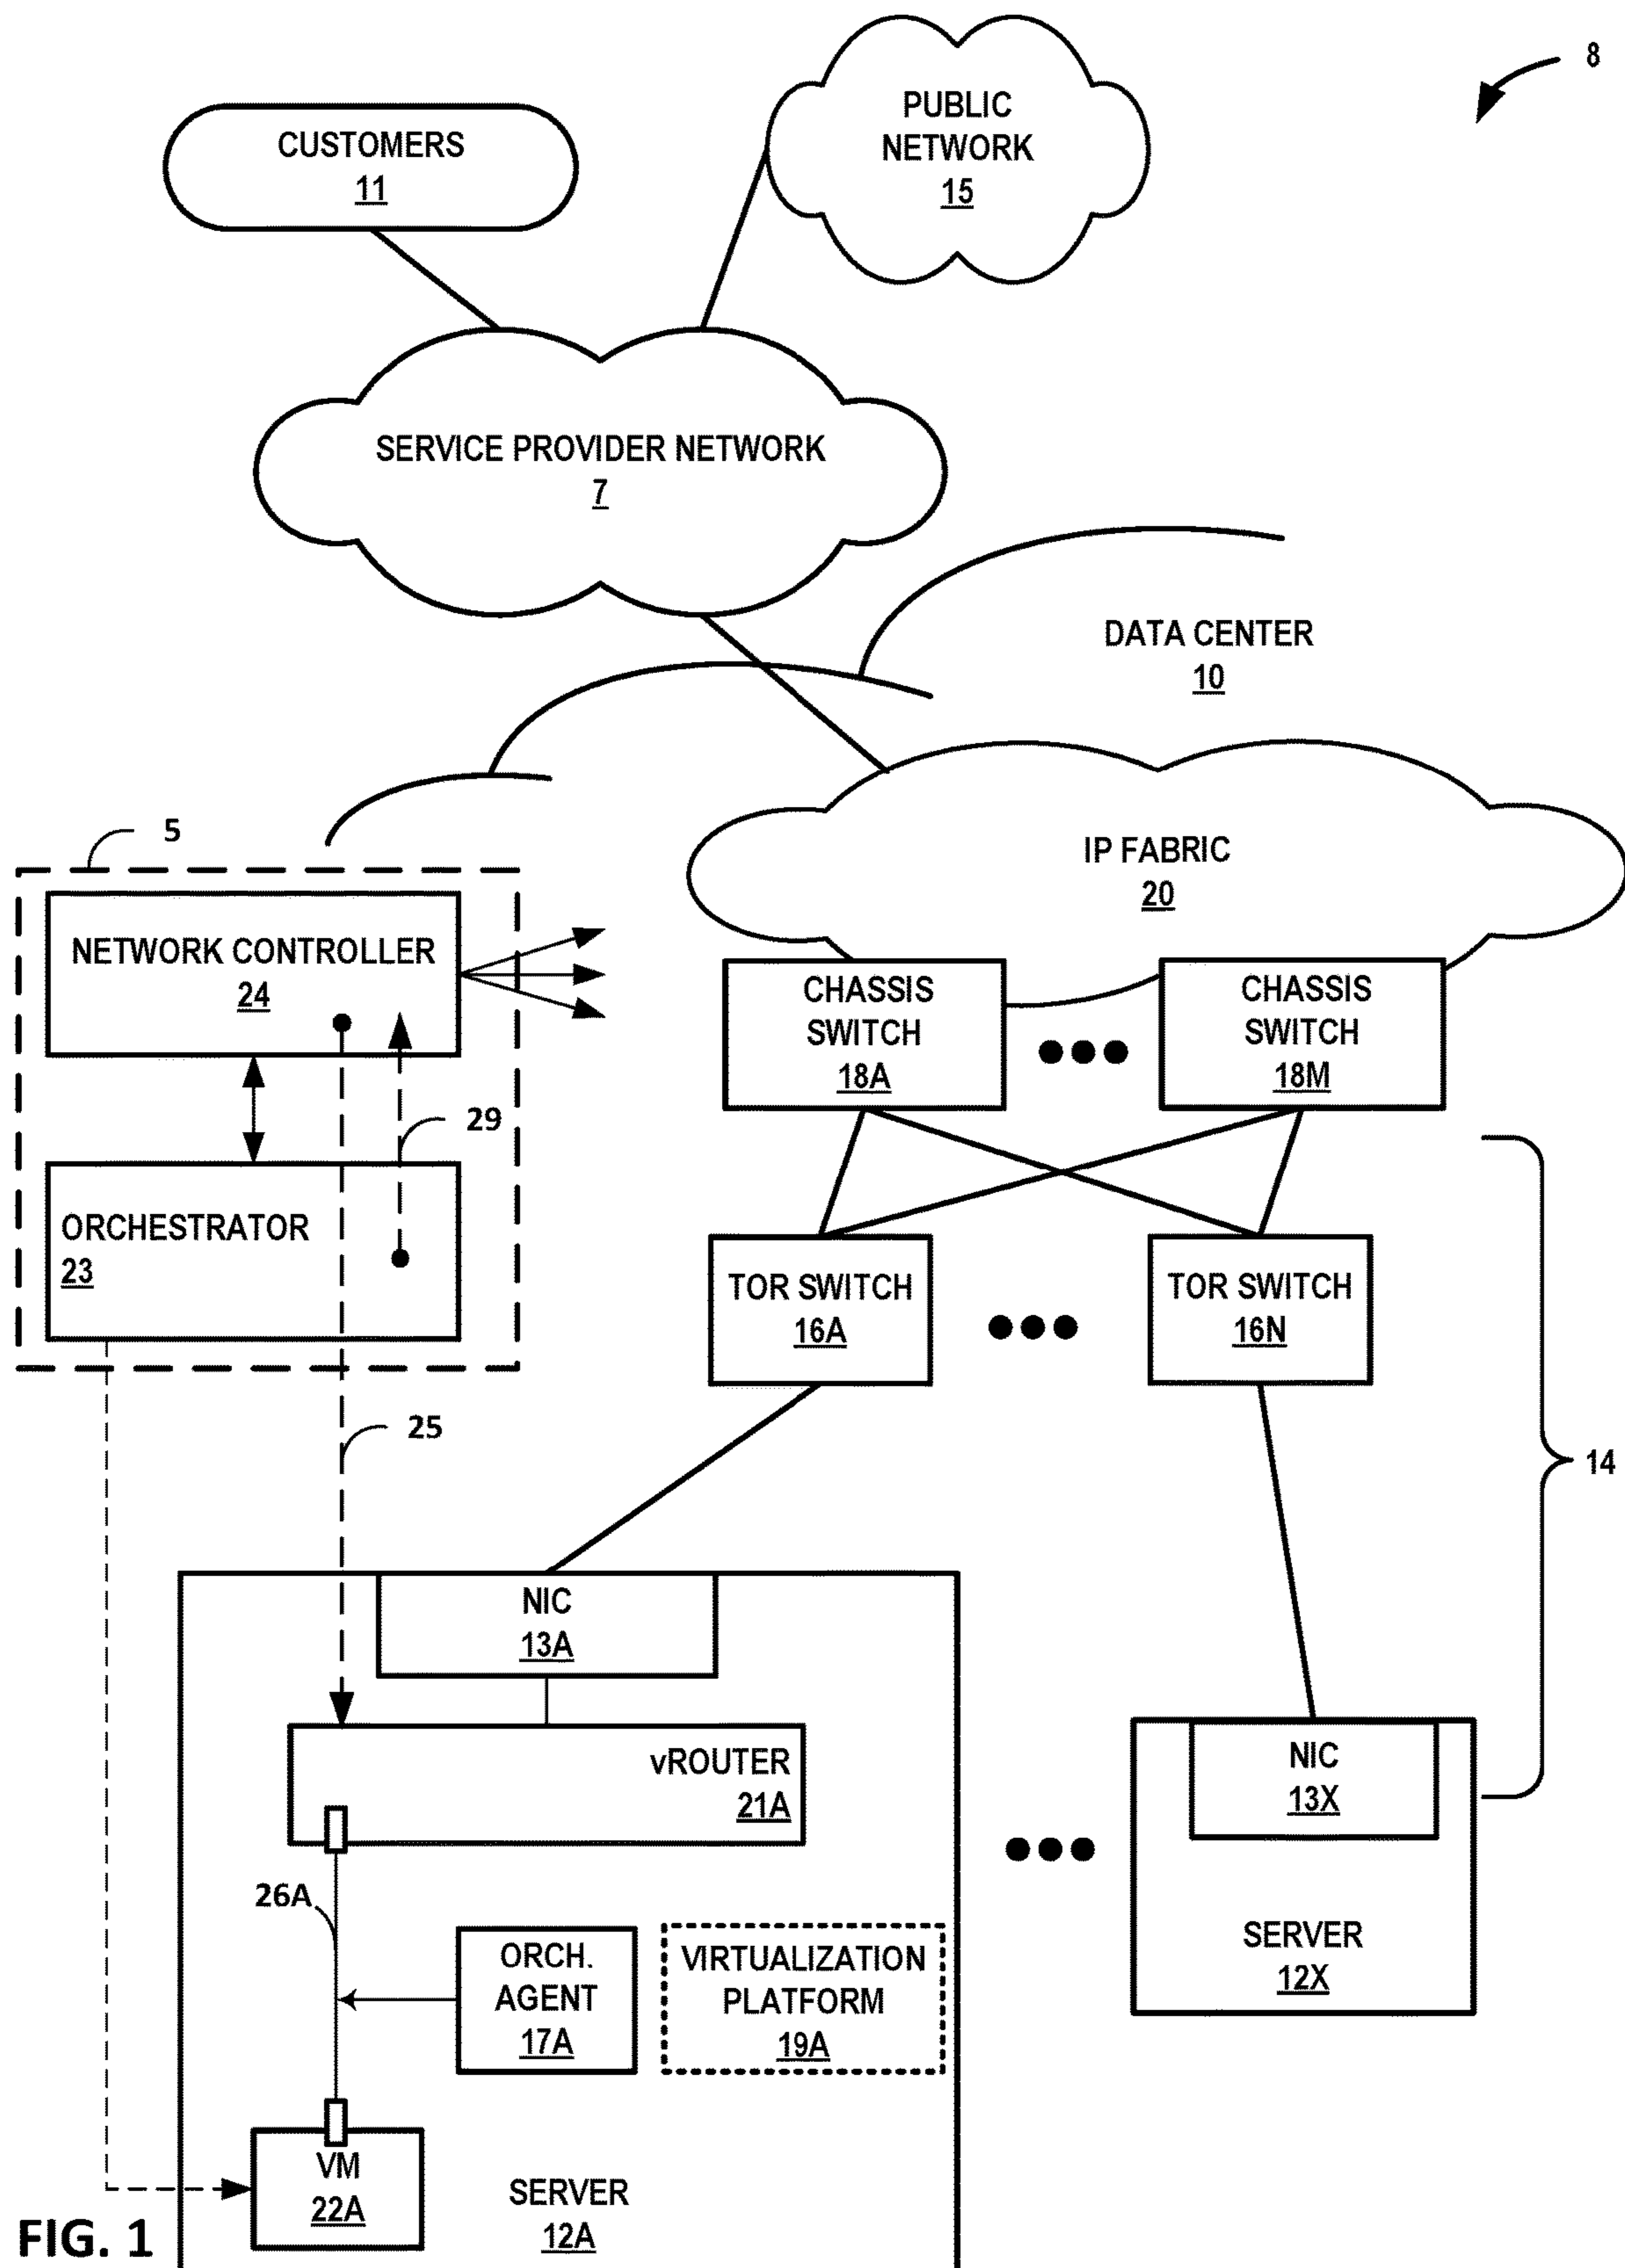 8
PUBLIC
NETWORK
15
CUSTOMERS
11
SERVICE PROVIDER NETWORK
7
DATA CENTER
10
5
IP FABRIC
20
NETWORK CONTROLLER
24
CHASSIS
SWITCH
18A
CHASSIS
SWITCH
18M
29
ORCHESTRATOR
23
TOR SWITCH
16A
TOR SWITCH
16N
25
14
NIC
13A
vROUTER
21A
NIC
13X
26A
ORCH.
AGENT
17A
VIRTUALIZATION
PLATFORM
19A
SERVER
12X
VM
22A
SERVER
12A
FIG. 1